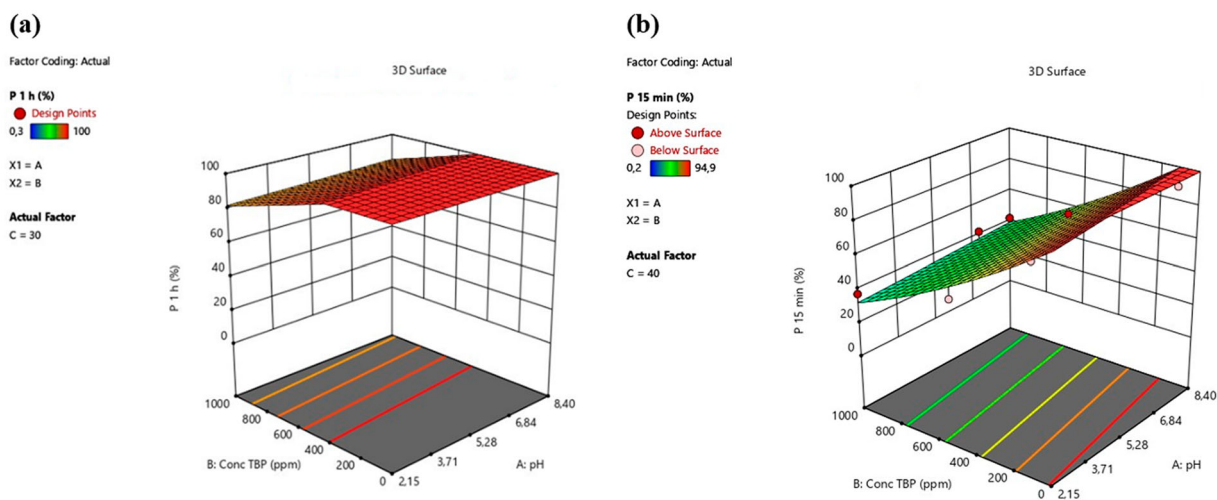 (a)
Factor Coding: Actual
3D Surface
P 1 h (%)
Design Points
0,3 100
X1 = A
X2 = B
Actual Factor
C = 30
P 1 h (%)
100
80
60
40
20
0
1000
800
600
400
200
0
B: Conc TBP (ppm)
2,15
3,71
5,28
6,84
8,40
A: pH
(b)
Factor Coding: Actual
3D Surface
P 15 min (%)
Design Points:
Above Surface
Below Surface
0,2 94,9
X1 = A
X2 = B
Actual Factor
C = 40
P 15 min (%)
100
80
60
40
20
0
1000
800
600
400
200
0
B: Conc TBP (ppm)
2,15
3,71
5,28
6,84
8,40
A: pH